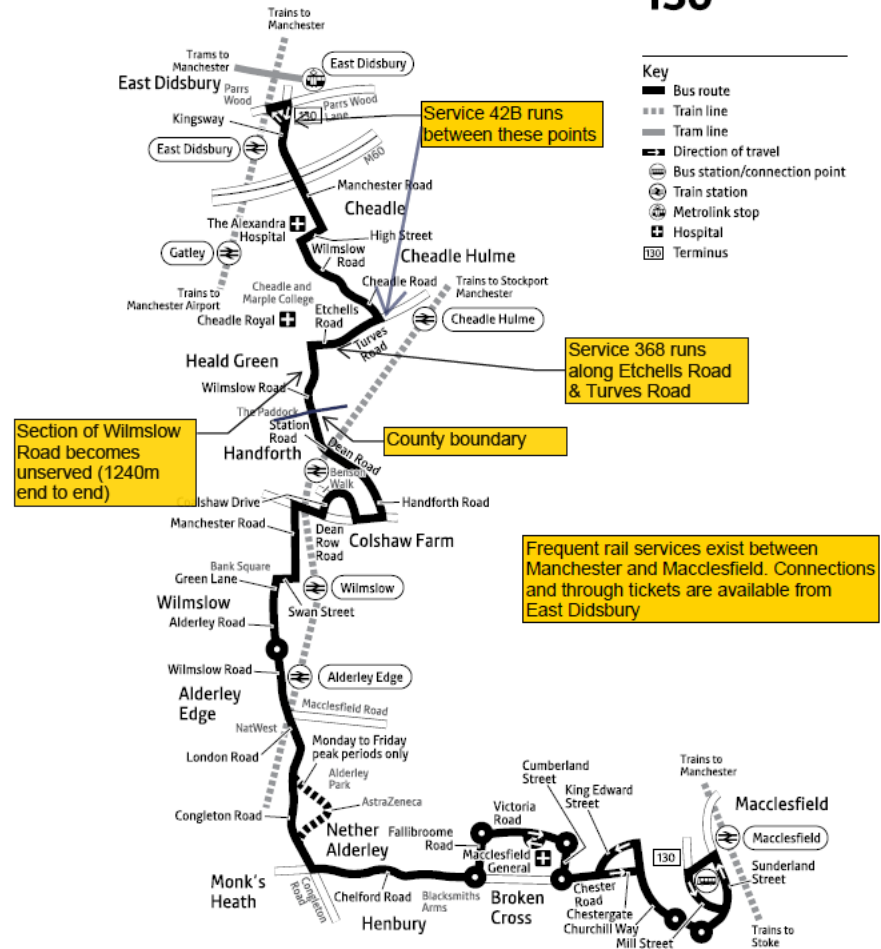 130
Trains to
Manchester
Trams to
Manchester
East Didsbury
East Didsbury
Parrs
Wood
Parrs Wood
Lane
130
Kingsway
East Didsbury
M60
Service 42B runs
between these points
Key
Bus route
Train line
Tram line
Direction of travel
Bus station/connection point
Train station
Metrolink stop
Hospital
130 Terminus
Manchester Road
Cheadle
The Alexandra
Hospital
High Street
Wilmslow
Road
Gatley
Cheadle Hulme
Cheadle Road
Trains to Stockport
Manchester
Trains to
Manchester Airport
Cheadle and
Marple College
Cheadle Royal
Etchells
Road
Turves
Road
Cheadle Hulme
Heald Green
Service 368 runs
along Etchells Road
& Turves Road
Wilmslow Road
The Paddock
Station
Road
Section of Wilmslow
Road becomes
unserved (1240m
end to end)
County boundary
Handforth
Dean Road
Benson
Walk
Colshaw Drive
Handforth Road
Manchester Road
Dean
Row
Road
Colshaw Farm
Frequent rail services exist between
Manchester and Macclesfield. Connections
and through tickets are available from
East Didsbury
Bank Square
Green Lane
Wilmslow
Swan Street
Wilmslow
Alderley Road
Wilmslow Road
Alderley Edge
Alderley
Edge
Macclesfield Road
NatWest
London Road
Monday to Friday
peak periods only
Alderley
Park
AstraZeneca
Congleton Road
Nether
Alderley
Monk's
Heath
Congleton
Road
Chelford Road
Henbury
Blacksmiths
Arms
Fallibroome
Road
Victoria
Road
Macclesfield
General
Broken
Cross
Cumberland
Street
King Edward
Street
Chester
Road
Chestergate
Churchill Way
Mill Street
130
Trains to
Manchester
Macclesfield
Macclesfield
Sunderland
Street
Trains to
Stoke